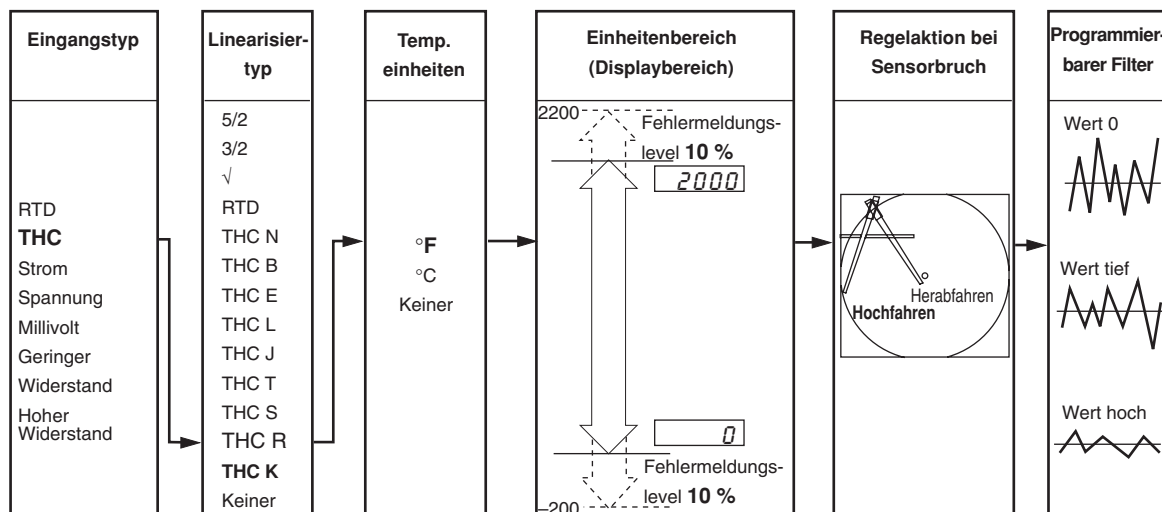 Eingangstyp
RTD
THC
Strom
Spannung
Millivolt
Geringer
Widerstand
Hoher
Widerstand
Linearisier-
typ
5/2
3/2
√
RTD
THC N
THC B
THC E
THC L
THC J
THC T
THC S
THC R
THC K
Keiner
Temp.
einheiten
°F
°C
Keiner
Einheitenbereich
(Displaybereich)
2200
Fehlermeldungs-
level 10 %
2000
0
Fehlermeldungs-
level 10 %
–200
Regelaktion bei
Sensorbruch
Herabfahren
Hochfahren
Programmier-
barer Filter
Wert 0
Wert tief
Wert hoch